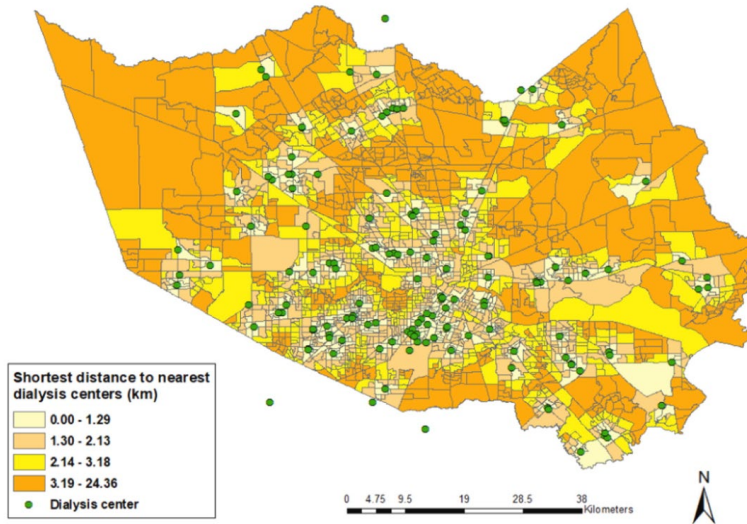 Shortest distance to nearest
dialysis centers (km)
0.00 - 1.29
1.30 - 2.13
2.14 - 3.18
3.19 - 24.36
Dialysis center
N
0 4.75 9.5 19 28.5 38
Kilometers